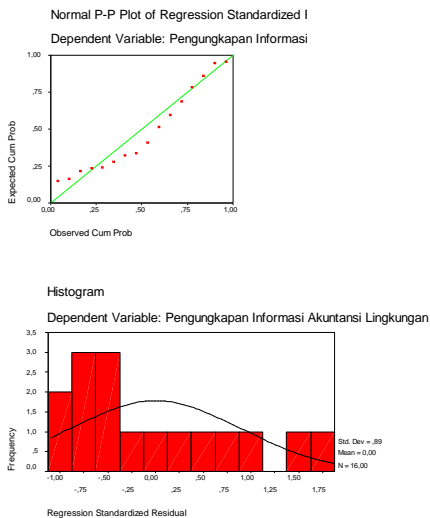 Normal P-P Plot of Regression Standardized
Dependent Variable: Pengungkapan Informasi
1,00
,75
,50
,25
0,00
Expected Cum Prob
0,00 ,25 ,50 ,75 1,00
Observed Cum Prob
Histogram
Dependent Variable: Pengungkapan Informasi Akuntansi Lingkungan
3,5
3,0
2,5
2,0
1,5
1,0
,5
0,0
Frequency
Std. Dev = ,89
Mean = 0,00
N = 16,00
-1,00 -,50 0,00 ,50 1,00 1,50
-,75 -,25 ,25 ,75 1,25 1,75
Regression Standardized Residual